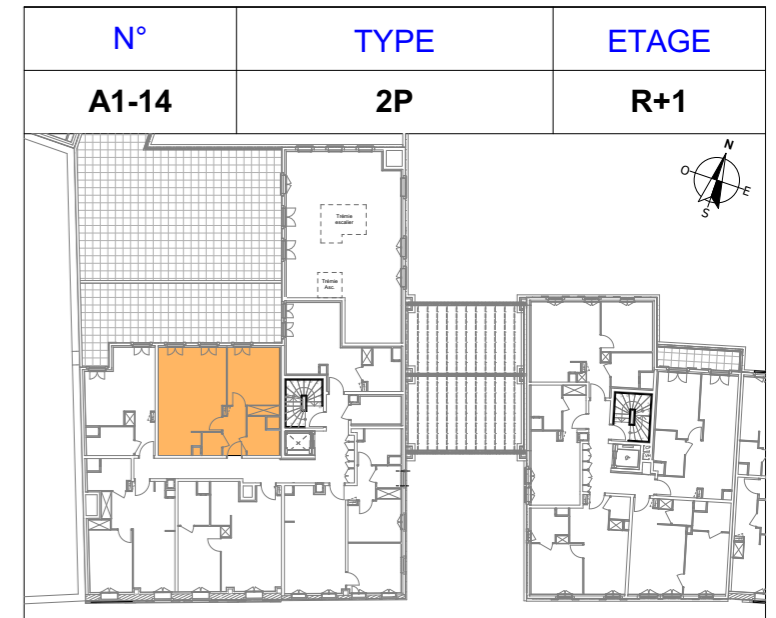 N° TYPE ETAGE
A1-14 2P R+1
N
O
E
S
Trémie
escalier
Trémie
Asc.